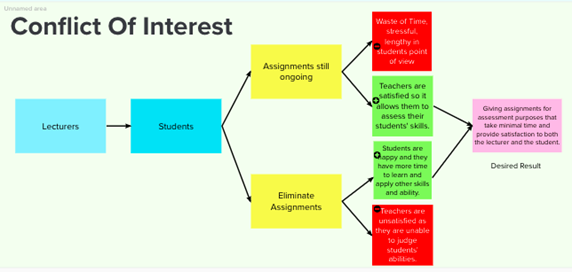 Unnamed area
Conflict Of Interest
Lecturers
Students
Assignments still
ongoing
Eliminate
Assignments
Waste of Time,
stressful,
lengthy in
students point
of view
Teachers are
satisfied so it
allows them to
assess their
students' skills.
Students are
happy and they
have more time
to learn and
apply other skills
and ability.
Teachers are
unsatisfied as
they are unable
to judge
students'
abilities.
Giving assignments for
assessment purposes that
take minimal time and
provide satisfaction to both
the lecturer and the student.
Desired Result